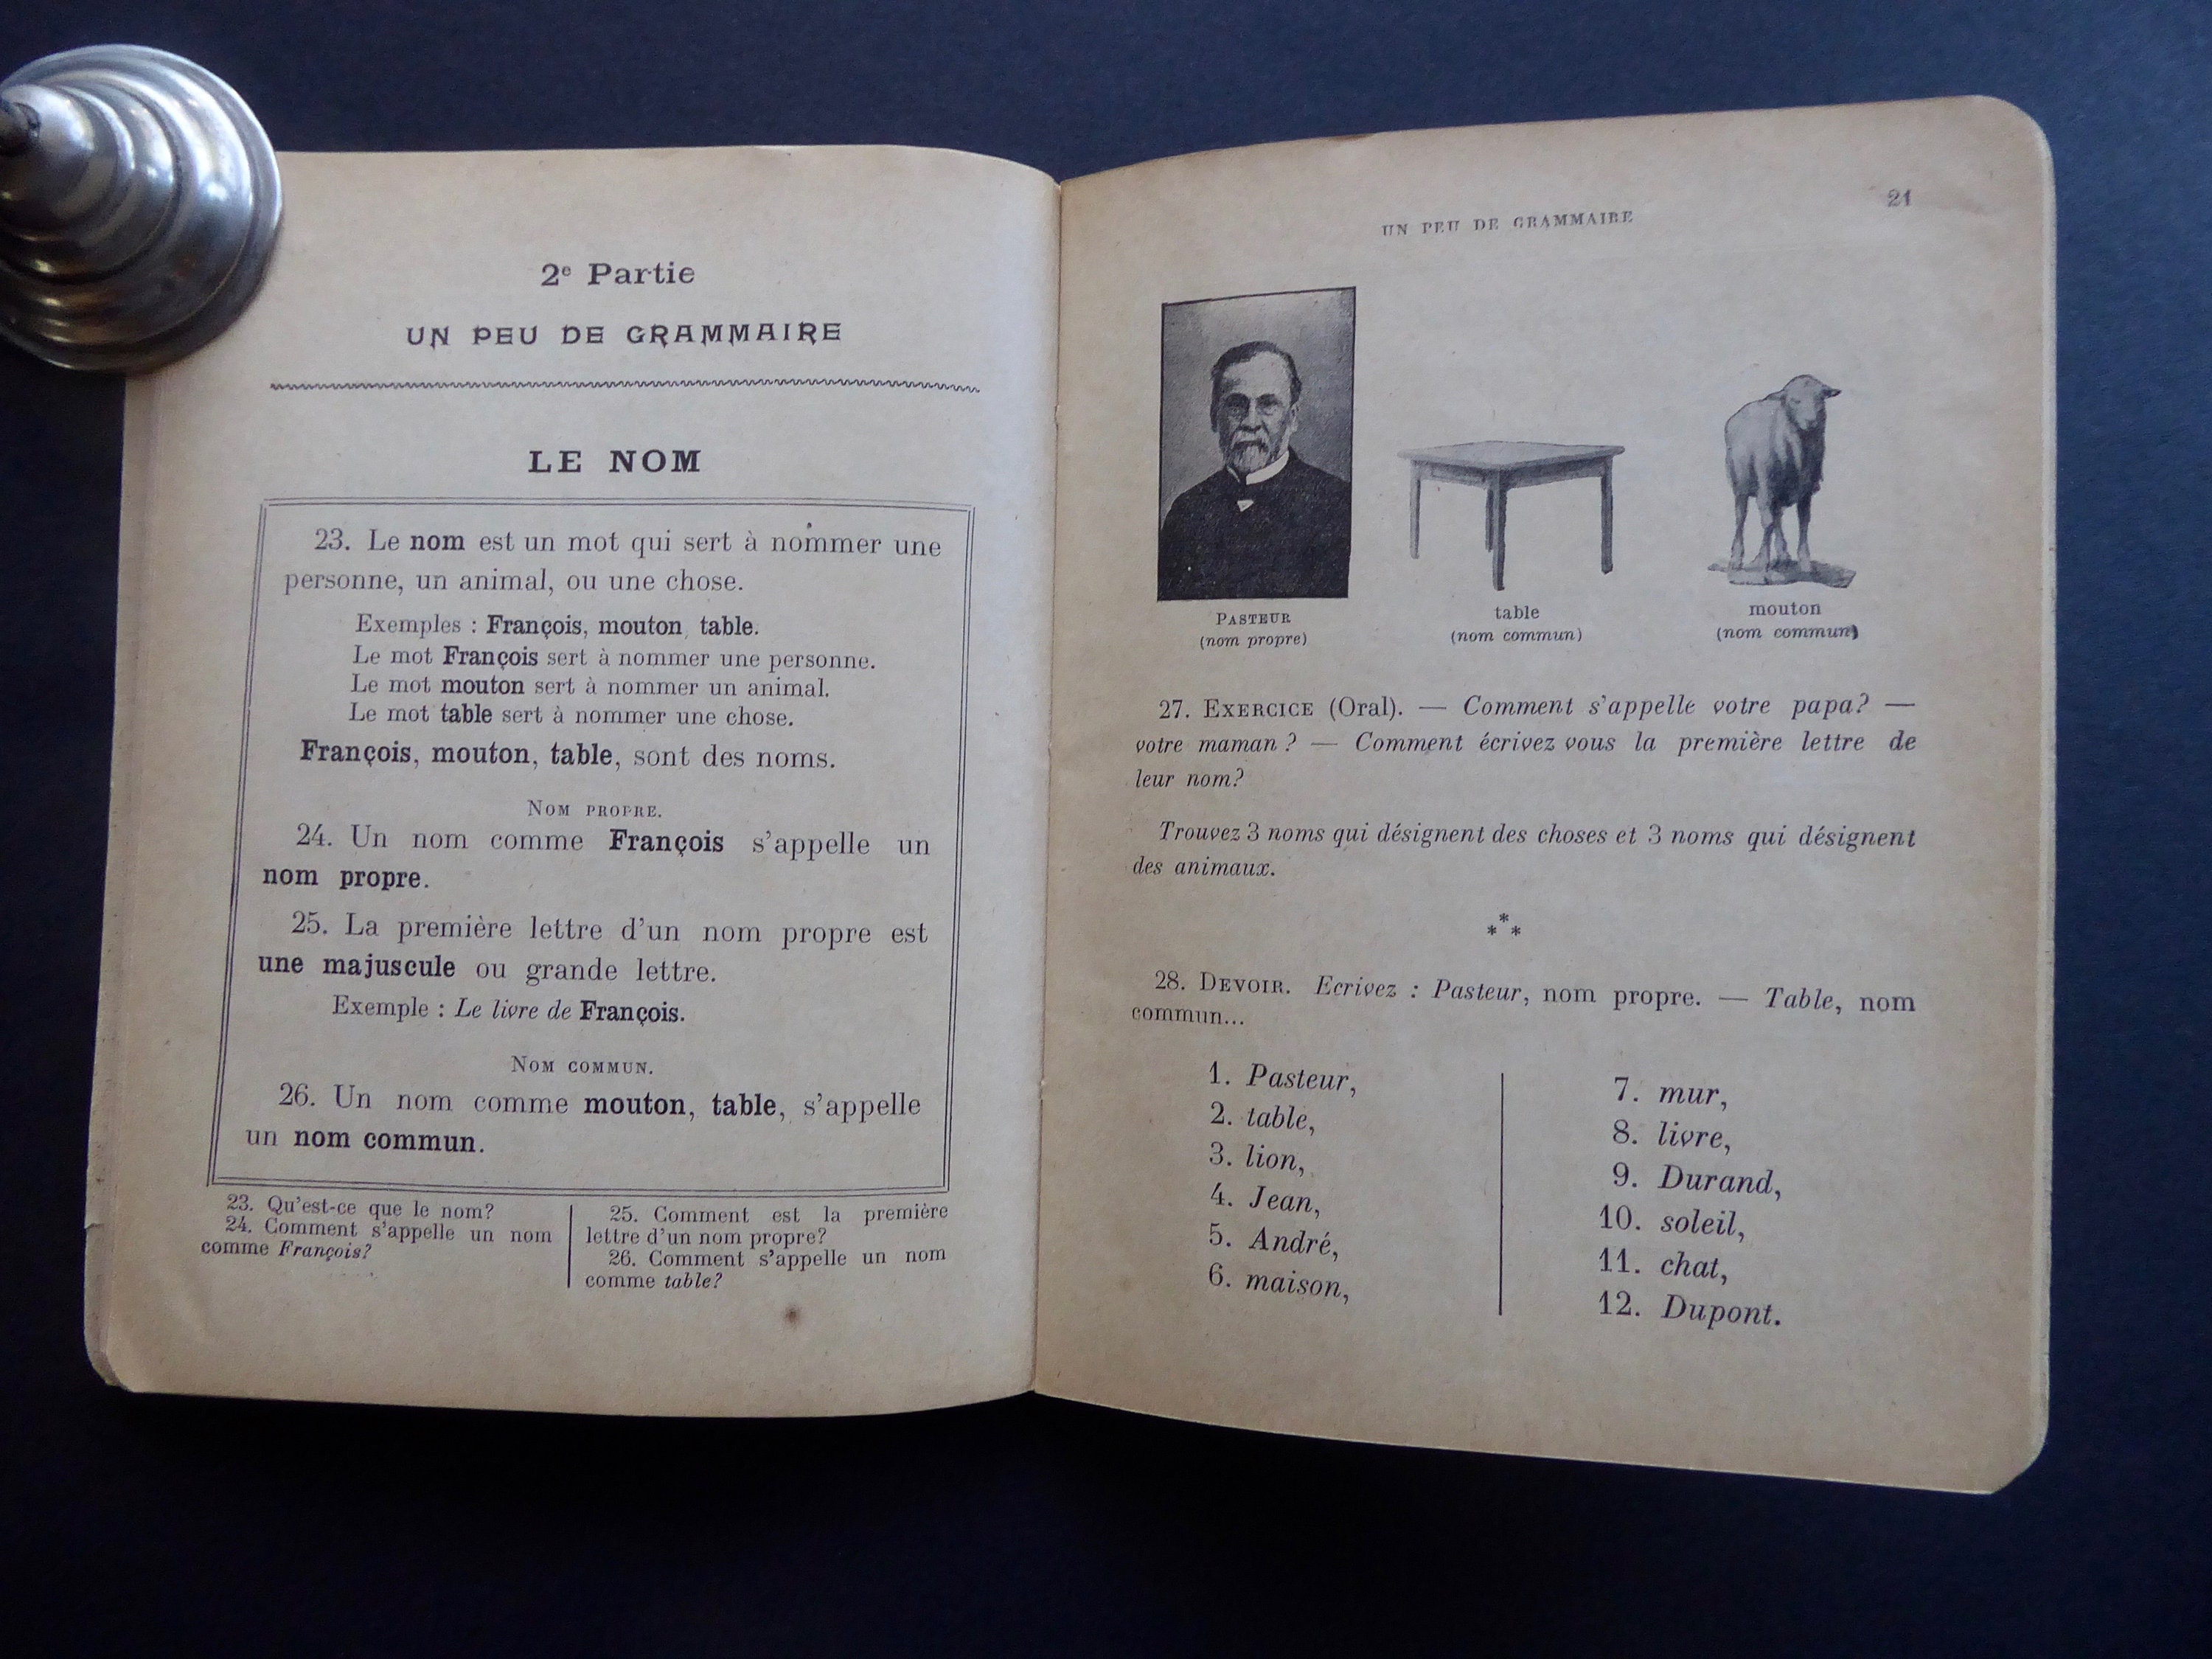 2e Partie
UN PEU DE GRAMMAIRE
LE NOM
23. Le nom est un mot qui sert à nommer une
personne, un animal, ou une chose.
Exemples : François, mouton, table.
Le mot François sert à nommer une personne.
Le mot mouton sert à nommer un animal.
Le mot table sert à nommer une chose.
François, mouton, table, sont des noms.
NOM PROPRE.
24. Un nom comme François s'appelle un
nom propre.
25. La première lettre d'un nom propre est
une majuscule ou grande lettre.
Exemple : Le livre de François.
NOM COMMUN.
26. Un nom comme mouton, table, s'appelle
un nom commun.
23. Qu'est-ce que le nom?
24. Comment s'appelle un nom
comme François?
25. Comment est la première
lettre d'un nom propre?
26. Comment s'appelle un nom
comme table?
UN PEU DE GRAMMAIRE
21
PASTEUR
(nom propre)
table
(nom commun)
mouton
(nom commun)
27. EXERCICE (Oral). — Comment s'appelle votre papa? —
votre maman? — Comment écrivez vous la première lettre de
leur nom?
Trouvez 3 noms qui désignent des choses et 3 noms qui désignent
des animaux.
*
* *
28. DEVOIR. Ecrivez : Pasteur, nom propre. — Table, nom
commun...
1. Pasteur,
2. table,
3. lion,
4. Jean,
5. André,
6. maison,
7. mur,
8. livre,
9. Durand,
10. soleil,
11. chat,
12. Dupont.